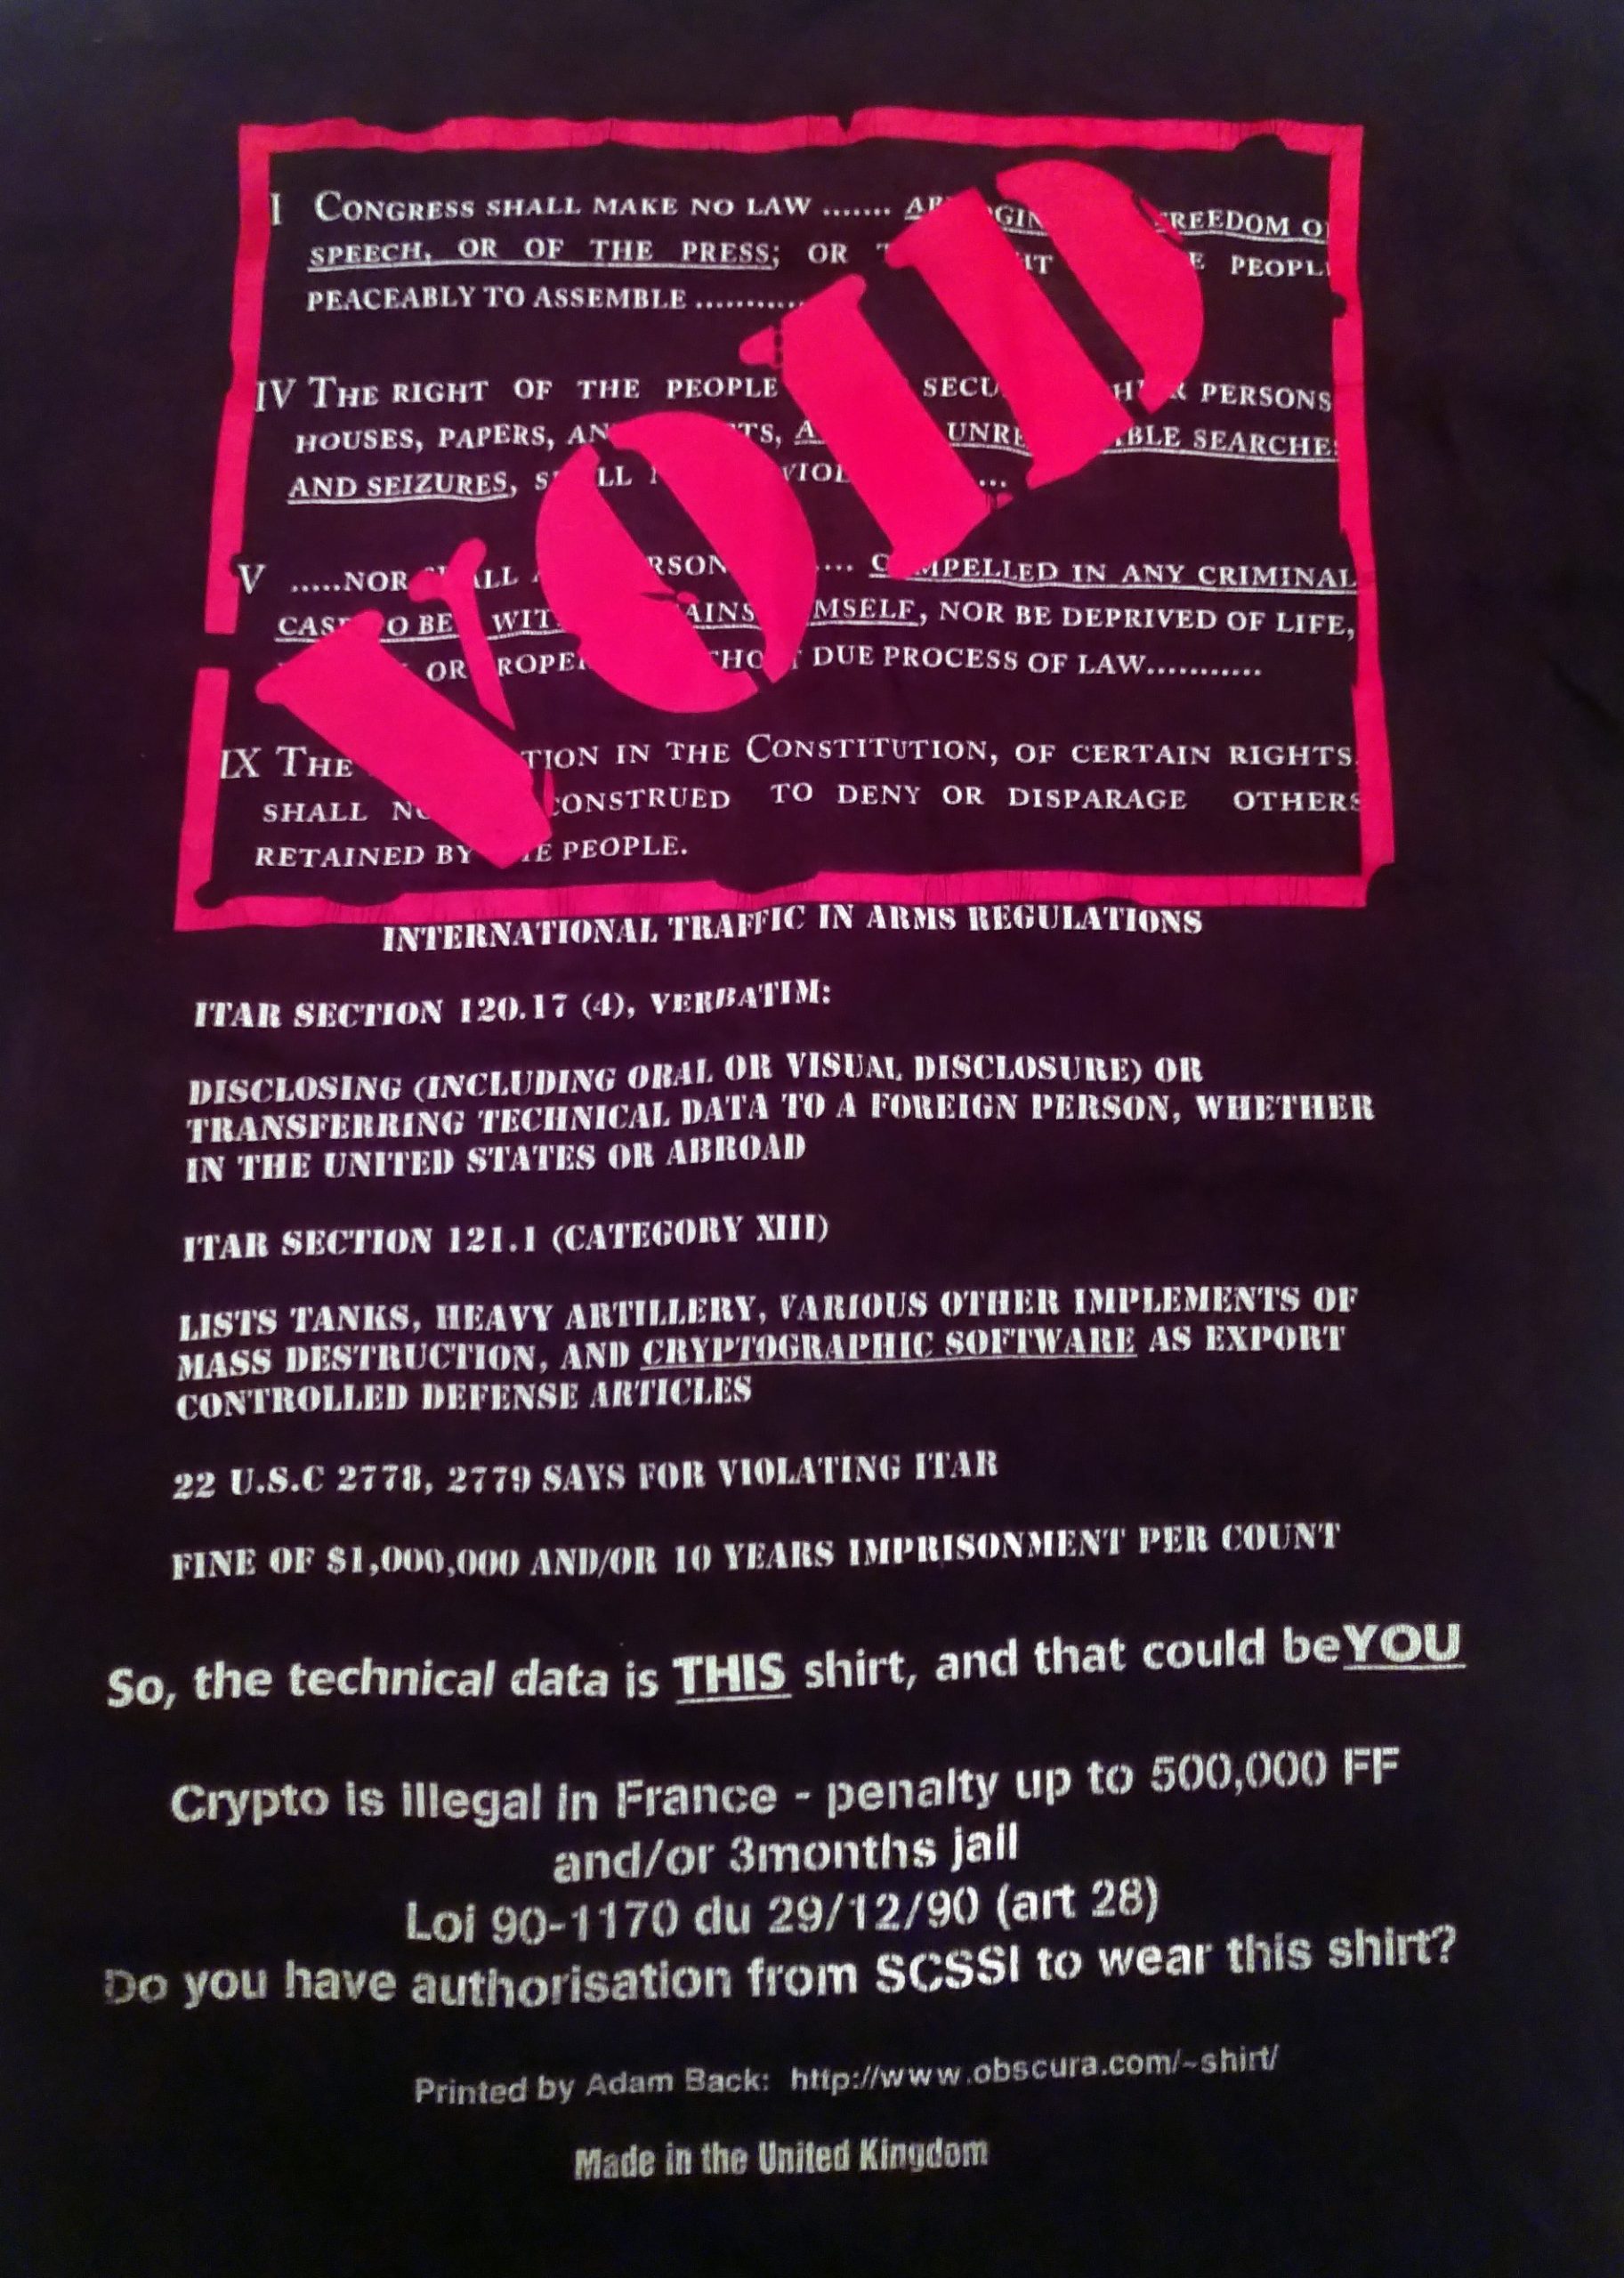 I CONGRESS SHALL MAKE NO LAW ....... FREEDOM
SPEECH, OR OF THE PRESS; OR PEOPL
PEACEABLY TO ASSEMBLE ...........
IV THE RIGHT OF THE PEOPLE SECU PERSONS
HOUSES, PAPERS, SEARCHE
AND SEIZURES, ...
V .....NOR COMPELLED IN ANY CRIMINAL
BE NOR BE DEPRIVED OF LIFE,
OR DUE PROCESS OF LAW...........
IX THE IN THE CONSTITUTION, OF CERTAIN RIGHTS
SHALL CONSTRUED TO DENY OR DISPARAGE OTHERS
RETAINED BY PEOPLE.
VOID
INTERNATIONAL TRAFFIC IN ARMS REGULATIONS
ITAR SECTION 120.17 (4), VERBATIM:
DISCLOSING (INCLUDING ORAL OR VISUAL DISCLOSURE) OR
TRANSFERRING TECHNICAL DATA TO A FOREIGN PERSON, WHETHER
IN THE UNITED STATES OR ABROAD
ITAR SECTION 121.1 (CATEGORY XIII)
LISTS TANKS, HEAVY ARTILLERY, VARIOUS OTHER IMPLEMENTS OF
MASS DESTRUCTION, AND CRYPTOGRAPHIC SOFTWARE AS EXPORT
CONTROLLED DEFENSE ARTICLES
22 U.S.C 2778, 2779 SAYS FOR VIOLATING ITAR
FINE OF $1,000,000 AND/OR 10 YEARS IMPRISONMENT PER COUNT
So, the technical data is THIS shirt, and that could beYOU
Crypto is illegal in France - penalty up to 500,000 FF
and/or 3months jail
Loi 90-1170 du 29/12/90 (art 28)
Do you have authorisation from SCSSI to wear this shirt?
Printed by Adam Back: http://www.obscura.com/~shirt/
Made in the United Kingdom